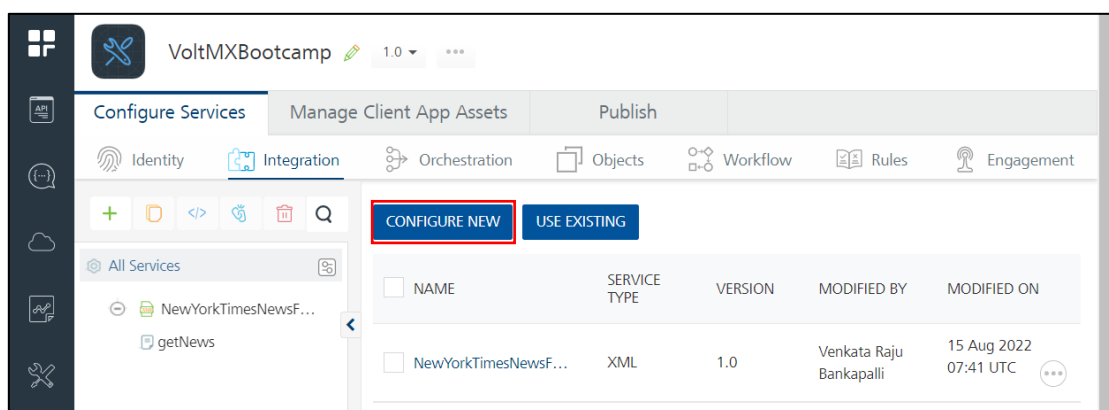 VoltMXBootcamp 1.0
Configure Services Manage Client App Assets Publish
API
Identity Integration Orchestration Objects Workflow Rules Engagement
CONFIGURE NEW USE EXISTING
All Services
NewYorkTimesNewsF...
getNews
NAME SERVICE TYPE VERSION MODIFIED BY MODIFIED ON
NewYorkTimesNewsF... XML 1.0 Venkata Raju Bankapalli 15 Aug 2022 07:41 UTC